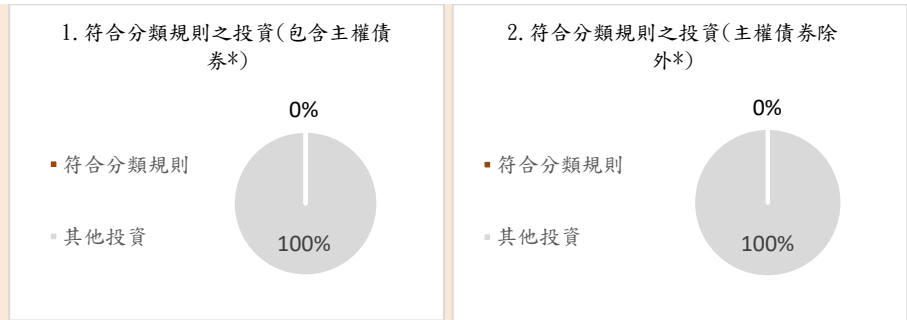 1.符合分類規則之投資(包含主權債
券*)
0%
符合分類規則
其他投資
100%
2.符合分類規則之投資(主權債券除
外*)
0%
符合分類規則
其他投資
100%